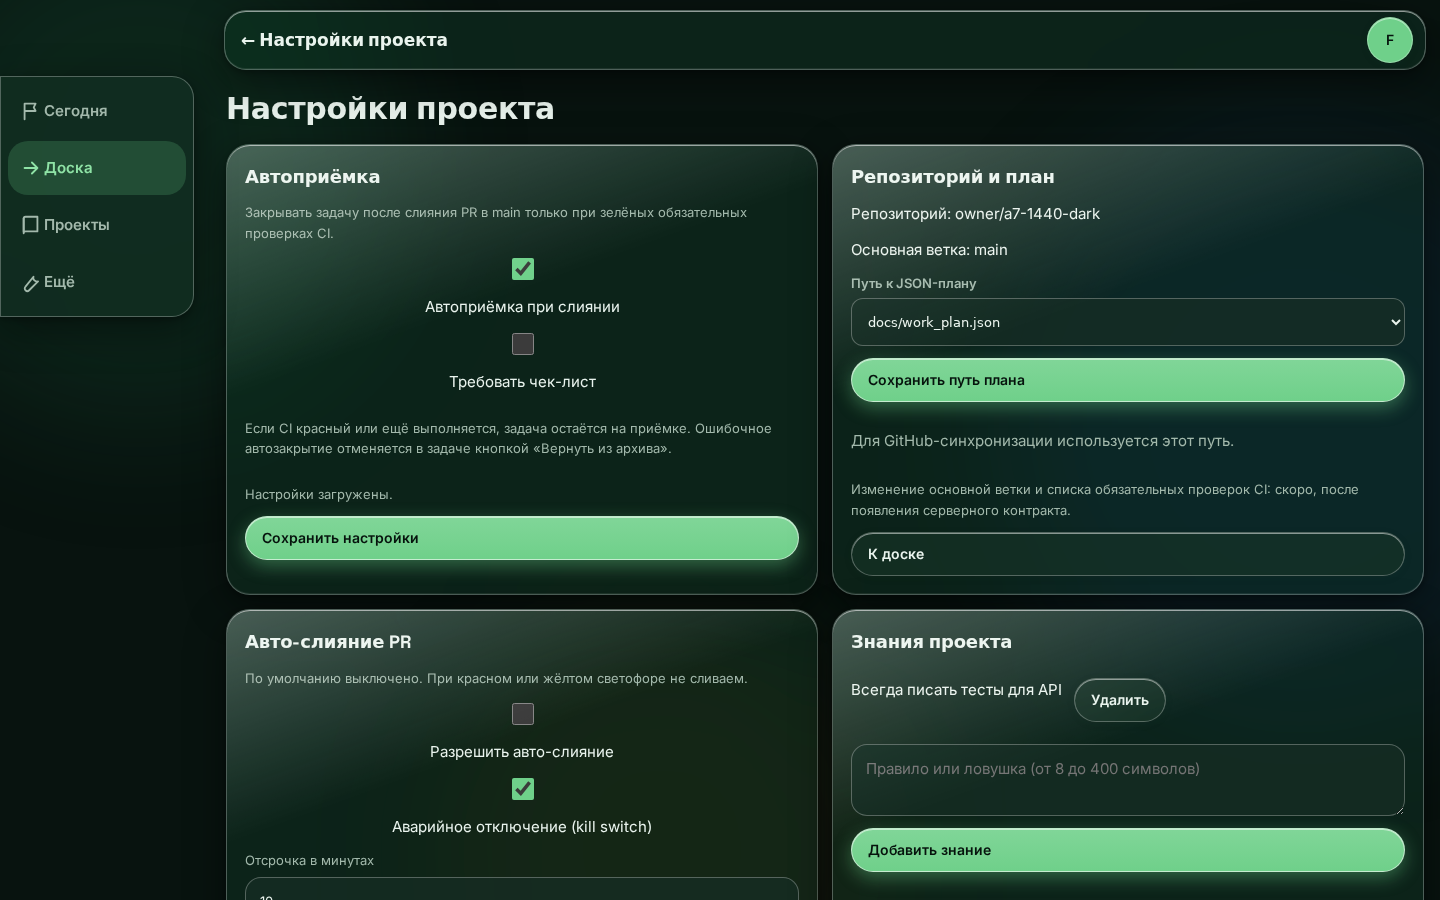 ← Настройки проекта
F
Сегодня
Доска
Проекты
Ещё
Настройки проекта
Автоприёмка
Закрывать задачу после слияния PR в main только при зелёных обязательных
проверках CI.
Автоприёмка при слиянии
Требовать чек-лист
Если CI красный или ещё выполняется, задача остаётся на приёмке. Ошибочное
автозакрытие отменяется в задаче кнопкой «Вернуть из архива».
Настройки загружены.
Сохранить настройки
Репозиторий и план
Репозиторий: owner/a7-1440-dark
Основная ветка: main
Путь к JSON-плану
docs/work_plan.json
Сохранить путь плана
Для GitHub-синхронизации используется этот путь.
Изменение основной ветки и списка обязательных проверок CI: скоро, после
появления серверного контракта.
К доске
Авто-слияние PR
По умолчанию выключено. При красном или жёлтом светофоре не сливаем.
Разрешить авто-слияние
Аварийное отключение (kill switch)
Отсрочка в минутах
Знания проекта
Всегда писать тесты для API
Удалить
Правило или ловушка (от 8 до 400 символов)
Добавить знание